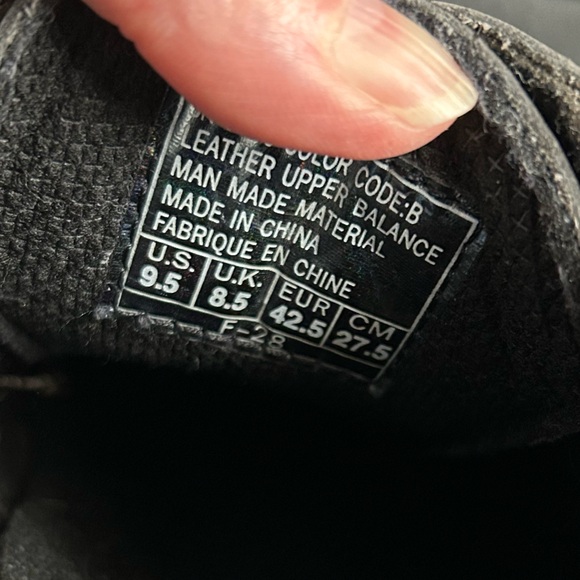 COLOR CODE:B
LEATHER UPPER BALANCE
MAN MADE MATERIAL
MADE IN CHINA
FABRIQUE EN CHINE
U.S. U.K. EUR CM
9.5 8.5 42.5 27.5
F-28